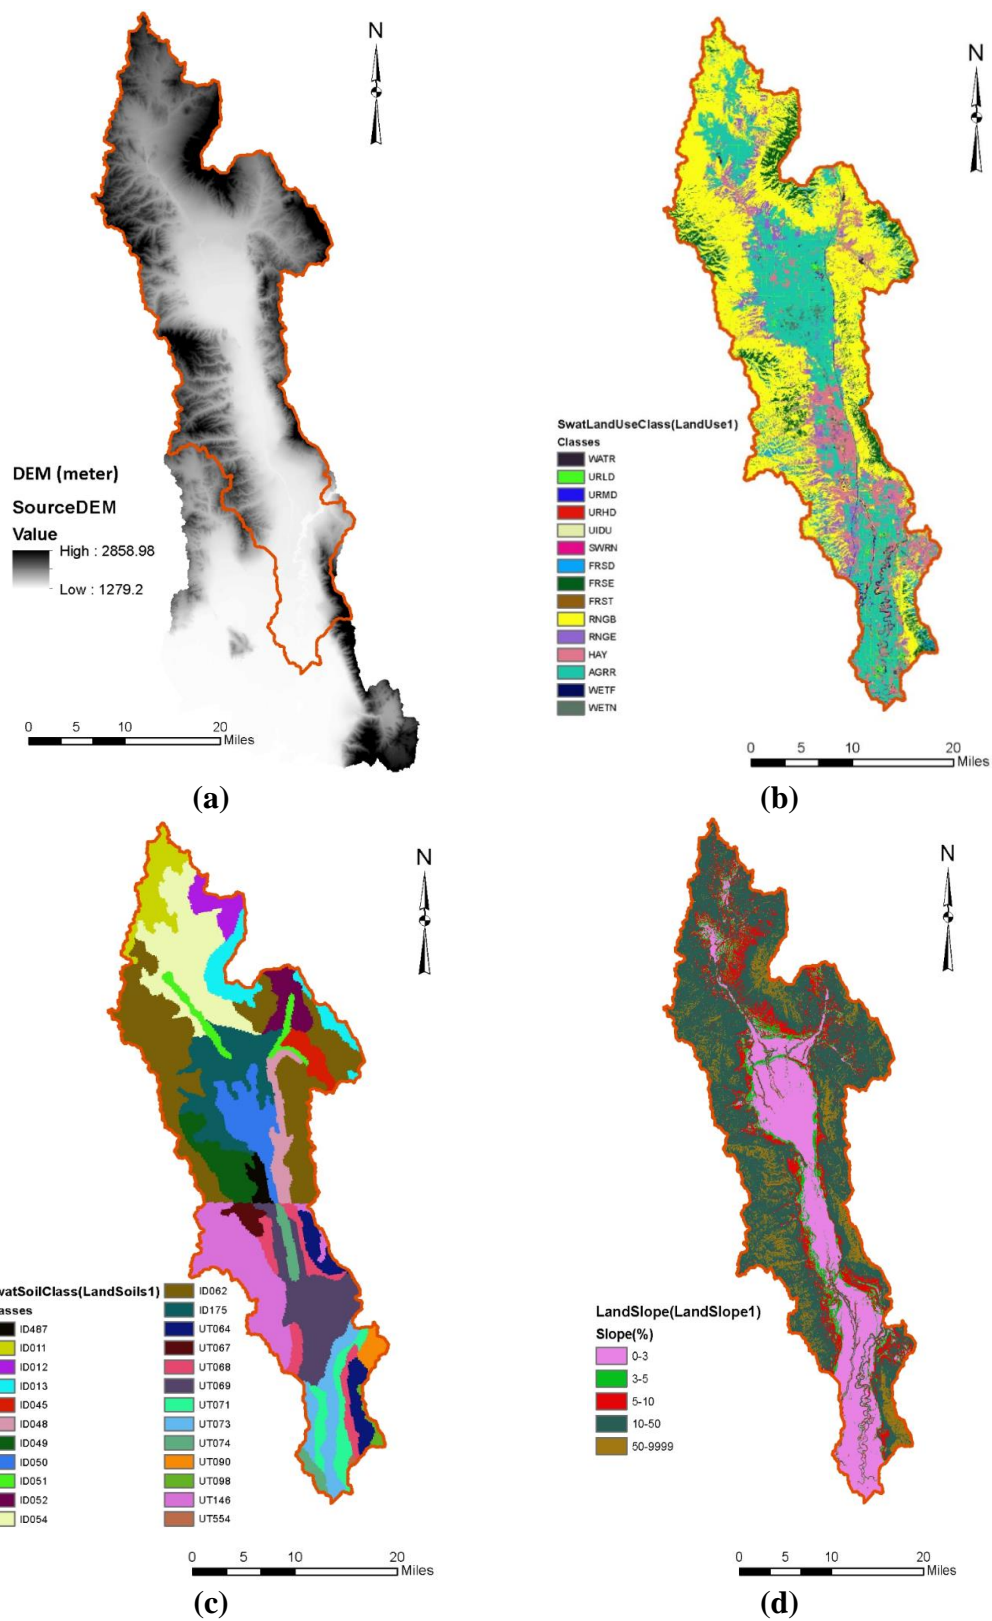 N
DEM (meter)
SourceDEM
Value
High : 2858.98
Low : 1279.2
0 5 10 20
Miles
(a)
N
SwatLandUseClass(LandUse1)
Classes
WATR
URLD
URMD
URHD
UIDU
SWRN
FRSD
FRSE
FRST
RNGB
RNGE
HAY
AGRR
WETF
WETN
0 5 10 20
Miles
(b)
N
watSoilClass(LandSoils1)
asses
ID487
ID011
ID012
ID013
ID045
ID048
ID049
ID050
ID051
ID052
ID054
ID062
ID175
UT064
UT067
UT068
UT069
UT071
UT073
UT074
UT090
UT098
UT146
UT554
0 5 10 20
Miles
(c)
N
LandSlope(LandSlope1)
Slope(%)
0-3
3-5
5-10
10-50
50-9999
0 5 10 20
Miles
(d)